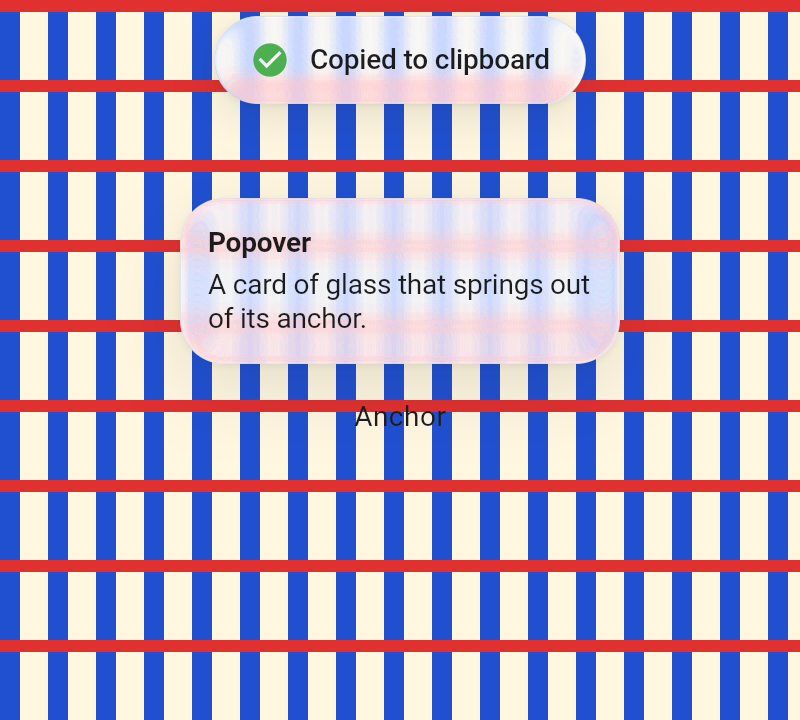 Copied to clipboard
Popover
A card of glass that springs out
of its anchor.
Anchor